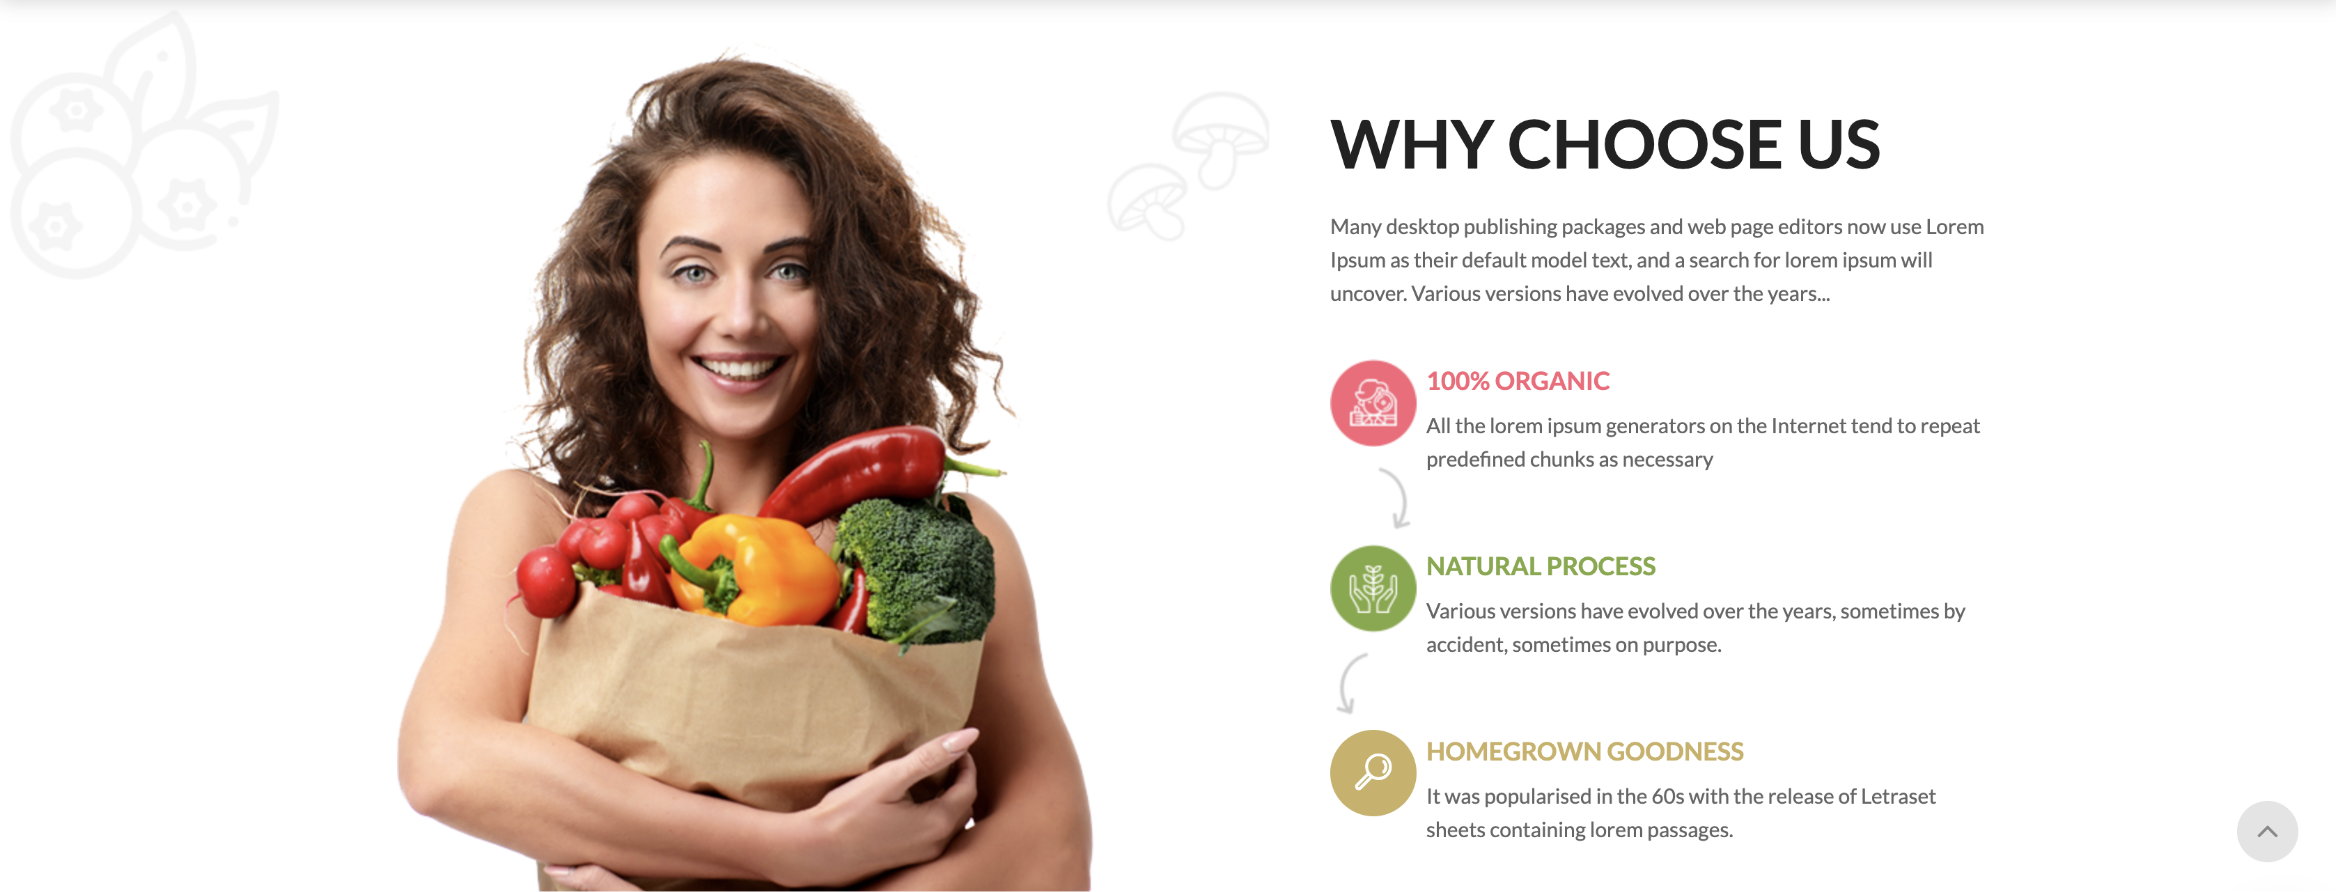 WHY CHOOSE US
Many desktop publishing packages and web page editors now use Lorem
Ipsum as their default model text, and a search for lorem ipsum will
uncover. Various versions have evolved over the years...
100% ORGANIC
All the lorem ipsum generators on the Internet tend to repeat
predefined chunks as necessary
NATURAL PROCESS
Various versions have evolved over the years, sometimes by
accident, sometimes on purpose.
HOMEGROWN GOODNESS
It was popularised in the 60s with the release of Letraset
sheets containing lorem passages.